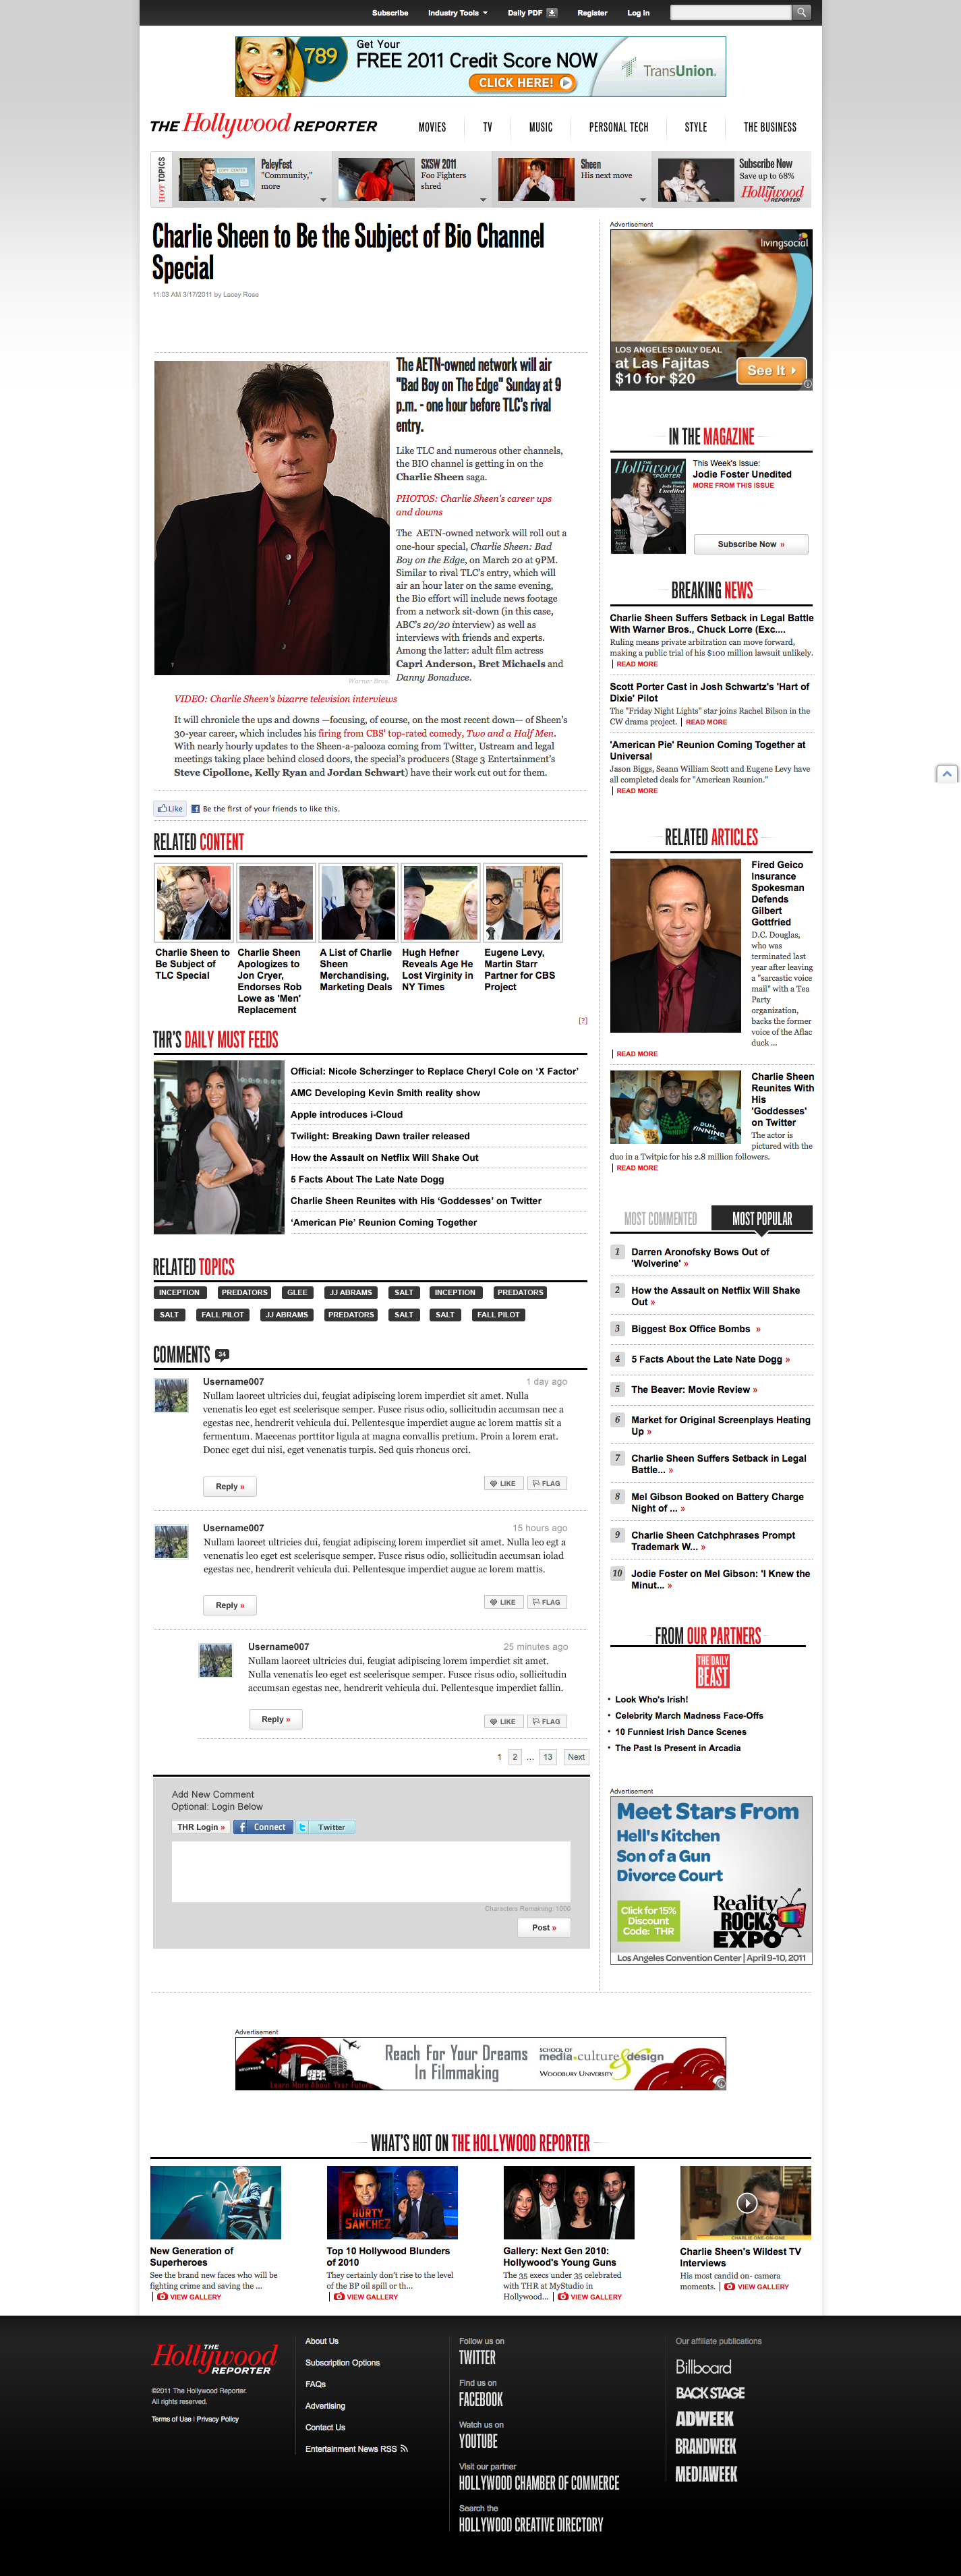 Subscribe
Industry Tools
Daily PDF
Register
Log in
789
Get Your
FREE 2011 Credit Score NOW
CLICK HERE!
TransUnion.
THE Hollywood REPORTER
MOVIES
TV
MUSIC
PERSONAL TECH
STYLE
THE BUSINESS
HOT TOPICS
PaleyFest
"Community,"
more
SXSW 2011
Foo Fighters
shred
Sheen
His next move
Subscribe Now
Save up to 68%
THE
Hollywood
REPORTER
Charlie Sheen to Be the Subject of Bio Channel
Special
11:03 AM 3/17/2011 by Lacey Rose
The AETN-owned network will air
"Bad Boy on The Edge" Sunday at 9
p.m. - one hour before TLC's rival
entry.
Like TLC and numerous other channels,
the BIO channel is getting in on the
Charlie Sheen saga.
PHOTOS: Charlie Sheen's career ups
and downs
The AETN-owned network will roll out a
one-hour special, Charlie Sheen: Bad
Boy on the Edge, on March 20 at 9PM.
Similar to rival TLC's entry, which will
air an hour later on the same evening,
the Bio effort will include news footage
from a network sit-down (in this case,
ABC's 20/20 interview) as well as
interviews with friends and experts.
Among the latter: adult film actress
Capri Anderson, Bret Michaels and
Danny Bonaduce.
Warner Bros.
VIDEO: Charlie Sheen's bizarre television interviews
It will chronicle the ups and downs —focusing, of course, on the most recent down— of Sheen's
30-year career, which includes his firing from CBS' top-rated comedy, Two and a Half Men.
With nearly hourly updates to the Sheen-a-palooza coming from Twitter, Ustream and legal
meetings taking place behind closed doors, the special's producers (Stage 3 Entertainment's
Steve Cipollone, Kelly Ryan and Jordan Schwart) have their work cut out for them.
Like
Be the first of your friends to like this.
RELATED CONTENT
Charlie Sheen to
Be Subject of
TLC Special
Charlie Sheen
Apologizes to
Jon Cryer,
Endorses Rob
Lowe as 'Men'
Replacement
A List of Charlie
Sheen
Merchandising,
Marketing Deals
Hugh Hefner
Reveals Age He
Lost Virginity in
NY Times
Eugene Levy,
Martin Starr
Partner for CBS
Project
[?]
THR'S DAILY MUST FEEDS
Official: Nicole Scherzinger to Replace Cheryl Cole on ‘X Factor’
AMC Developing Kevin Smith reality show
Apple introduces i-Cloud
Twilight: Breaking Dawn trailer released
How the Assault on Netflix Will Shake Out
5 Facts About The Late Nate Dogg
Charlie Sheen Reunites with His ‘Goddesses’ on Twitter
‘American Pie’ Reunion Coming Together
RELATED TOPICS
INCEPTION
PREDATORS
GLEE
JJ ABRAMS
SALT
INCEPTION
PREDATORS
SALT
FALL PILOT
JJ ABRAMS
PREDATORS
SALT
SALT
FALL PILOT
COMMENTS 34
Username007
1 day ago
Nullam laoreet ultricies dui, feugiat adipiscing lorem imperdiet sit amet. Nulla
venenatis leo eget est scelerisque semper. Fusce risus odio, sollicitudin accumsan nec a
egestas nec, hendrerit vehicula dui. Pellentesque imperdiet augue ac lorem mattis sit a
fermentum. Maecenas porttitor ligula at magna convallis pretium. Proin a lorem erat.
Donec eget dui nisi, eget venenatis turpis. Sed quis rhoncus orci.
Reply »
LIKE
FLAG
Username007
15 hours ago
Nullam laoreet ultricies dui, feugiat adipiscing lorem imperdiet sit amet. Nulla leo egt a
venenatis leo eget est scelerisque semper. Fusce risus odio, sollicitudin accumsan iolad
egestas nec, hendrerit vehicula dui. Pellentesque imperdiet augue ac lorem mattis.
Reply »
LIKE
FLAG
Username007
25 minutes ago
Nullam laoreet ultricies dui, feugiat adipiscing lorem imperdiet sit amet.
Nulla venenatis leo eget est scelerisque semper. Fusce risus odio, sollicitudin
accumsan egestas nec, hendrerit vehicula dui. Pellentesque imperdiet fallin.
Reply »
LIKE
FLAG
1 2 ... 13 Next
Add New Comment
Optional: Login Below
THR Login »
Connect
Twitter
Characters Remaining: 1000
Post »
Advertisement
livingsocial
LOS ANGELES DAILY DEAL
at Las Fajitas
$10 for $20
See It
IN THE MAGAZINE
Hollywood
Jodie Foster
Unedited
This Week's Issue:
Jodie Foster Unedited
MORE FROM THIS ISSUE
Subscribe Now »
BREAKING NEWS
Charlie Sheen Suffers Setback in Legal Battle
With Warner Bros., Chuck Lorre (Exc....
Ruling means private arbitration can move forward,
making a public trial of his $100 million lawsuit unlikely.
READ MORE
Scott Porter Cast in Josh Schwartz's 'Hart of
Dixie' Pilot
The "Friday Night Lights" star joins Rachel Bilson in the
CW drama project. | READ MORE
'American Pie' Reunion Coming Together at
Universal
Jason Biggs, Seann William Scott and Eugene Levy have
all completed deals for "American Reunion."
READ MORE
RELATED ARTICLES
Fired Geico
Insurance
Spokesman
Defends
Gilbert
Gottfried
D.C. Douglas,
who was
terminated last
year after leaving
a "sarcastic voice
mail" with a Tea
Party
organization,
backs the former
voice of the Aflac
duck ...
READ MORE
DUH,
WINNING
Charlie Sheen
Reunites With
His
'Goddesses'
on Twitter
The actor is
pictured with the
duo in a Twitpic for his 2.8 million followers.
READ MORE
MOST COMMENTED
MOST POPULAR
1 Darren Aronofsky Bows Out of
'Wolverine' »
2 How the Assault on Netflix Will Shake
Out »
3 Biggest Box Office Bombs »
4 5 Facts About the Late Nate Dogg »
5 The Beaver: Movie Review »
6 Market for Original Screenplays Heating
Up »
7 Charlie Sheen Suffers Setback in Legal
Battle... »
8 Mel Gibson Booked on Battery Charge
Night of ... »
9 Charlie Sheen Catchphrases Prompt
Trademark W... »
10 Jodie Foster on Mel Gibson: 'I Knew the
Minut... »
FROM OUR PARTNERS
THE DAILY
BEAST
• Look Who's Irish!
• Celebrity March Madness Face-Offs
• 10 Funniest Irish Dance Scenes
• The Past Is Present in Arcadia
Advertisement
Meet Stars From
Hell's Kitchen
Son of a Gun
Divorce Court
Click for 15%
Discount
Code: THR
Reality
ROCKS
EXPO
Los Angeles Convention Center | April 9-10, 2011
Advertisement
Learn More About Your Future
Reach For Your Dreams
In Filmmaking
SCHOOL OF
media•culture&design
WOODBURY UNIVERSITY
WHAT'S HOT ON THE HOLLYWOOD REPORTER
New Generation of
Superheroes
See the brand new faces who will be
fighting crime and saving the ...
VIEW GALLERY
HURTY
SANCHEZ
Top 10 Hollywood Blunders
of 2010
They certainly don't rise to the level
of the BP oil spill or th...
VIEW GALLERY
Gallery: Next Gen 2010:
Hollywood's Young Guns
The 35 execs under 35 celebrated
with THR at MyStudio in
Hollywood... | VIEW GALLERY
CHARLIE ONE-ON-ONE
Charlie Sheen's Wildest TV
Interviews
His most candid on- camera
moments. | VIEW GALLERY
THE
Hollywood
REPORTER
©2011 The Hollywood Reporter.
All rights reserved.
Terms of Use | Privacy Policy
About Us
Subscription Options
FAQs
Advertising
Contact Us
Entertainment News RSS
Follow us on
TWITTER
Find us on
FACEBOOK
Watch us on
YOUTUBE
Visit our partner
HOLLYWOOD CHAMBER OF COMMERCE
Search the
HOLLYWOOD CREATIVE DIRECTORY
Our affiliate publications
Billboard
BACK STAGE
ADWEEK
BRANDWEEK
MEDIAWEEK